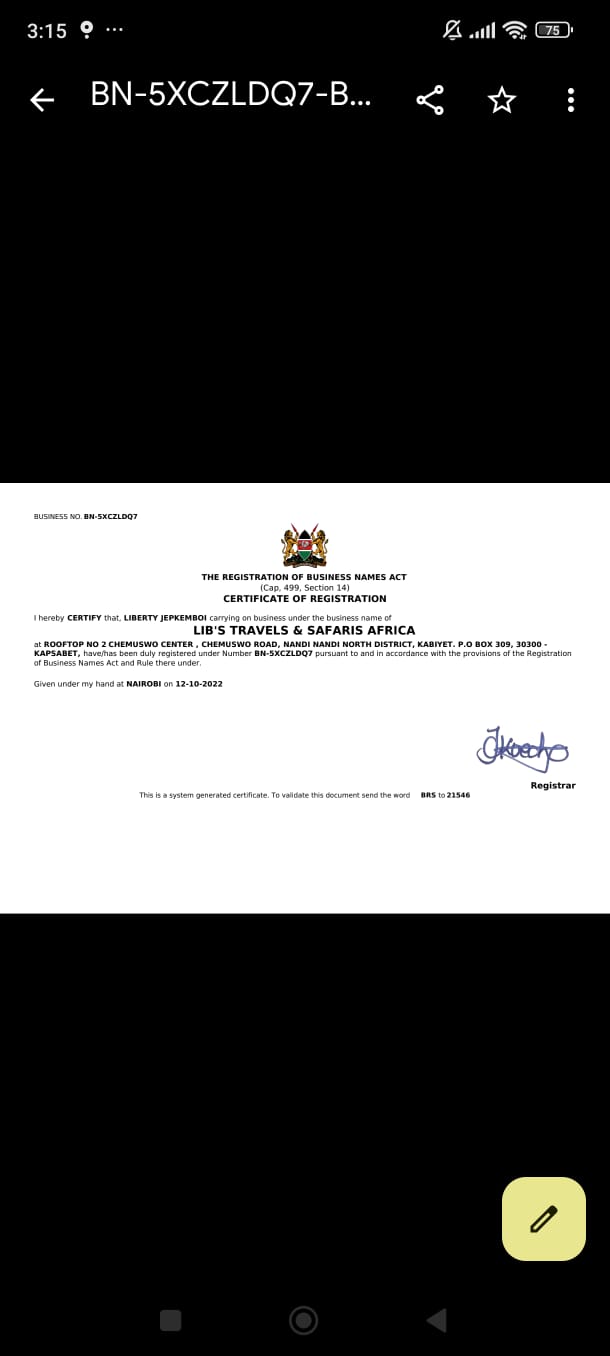 3:15
75
BN-5XCZLDQ7-B...
BUSINESS NO. BN-5XCZLDQ7
THE REGISTRATION OF BUSINESS NAMES ACT
(Cap, 499, Section 14)
CERTIFICATE OF REGISTRATION
I hereby CERTIFY that, LIBERTY JEPKEMBOI carrying on business under the business name of
LIB'S TRAVELS & SAFARIS AFRICA
at ROOFTOP NO 2 CHEMUSWO CENTER , CHEMUSWO ROAD, NANDI NANDI NORTH DISTRICT, KABIYET. P.O BOX 309, 30300 -
KAPSABET, have/has been duly registered under Number BN-5XCZLDQ7 pursuant to and in accordance with the provisions of the Registration
of Business Names Act and Rule there under.
Given under my hand at NAIROBI on 12-10-2022
Registrar
This is a system generated certificate. To validate this document send the word BRS to 21546